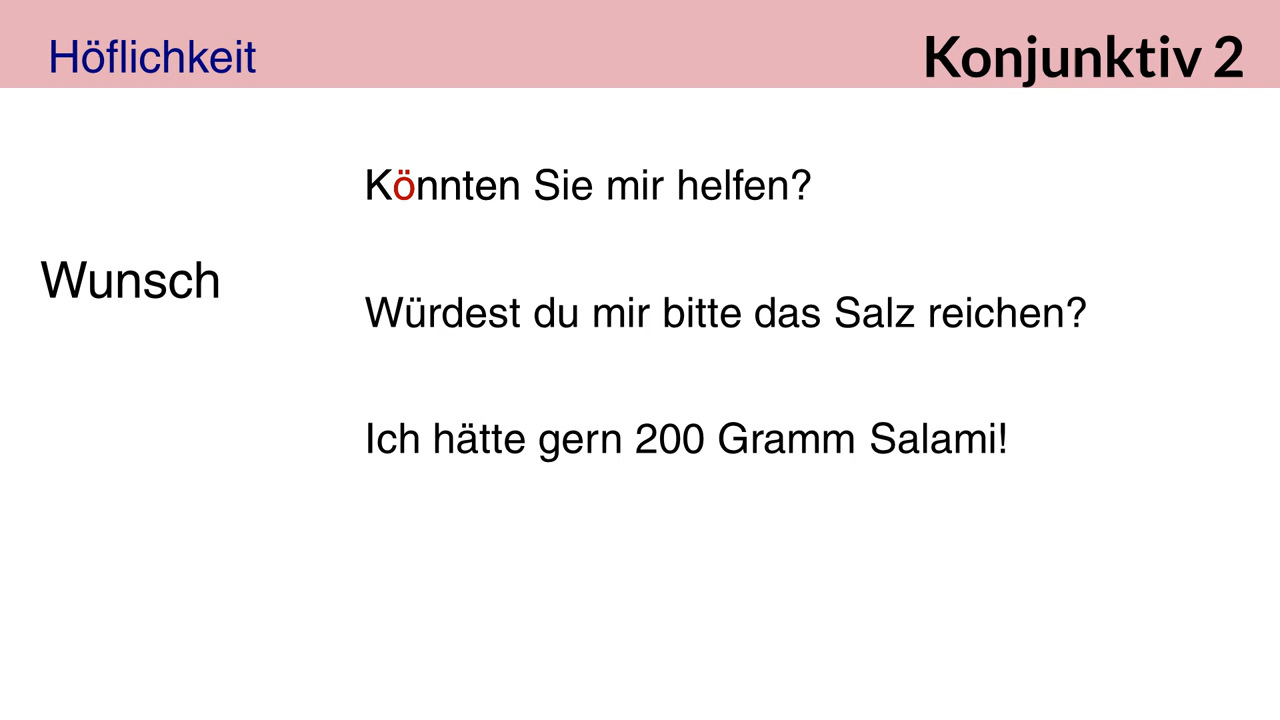 Höflichkeit
Konjunktiv 2
Könnten Sie mir helfen?
Wunsch
Würdest du mir bitte das Salz reichen?
Ich hätte gern 200 Gramm Salami!